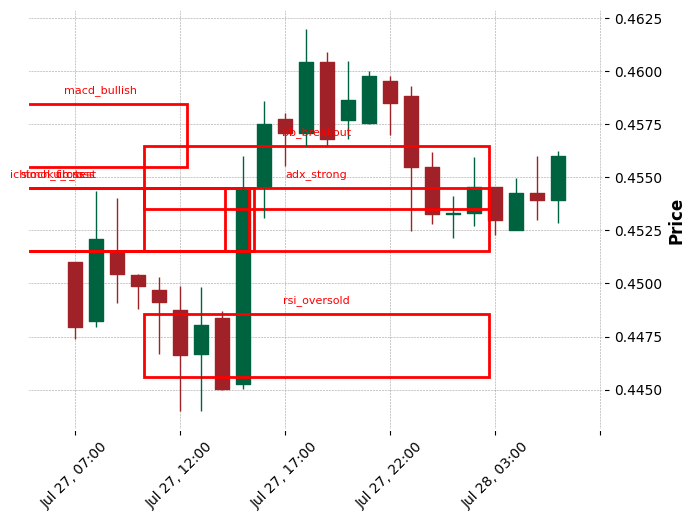 macd_bullish
bb_breakout
adx_strong
rsi_oversold
0.4625
0.4600
0.4575
0.4550
0.4525
0.4500
0.4475
0.4450
Price
Jul 27, 07:00
Jul 27, 12:00
Jul 27, 17:00
Jul 27, 22:00
Jul 28, 03:00